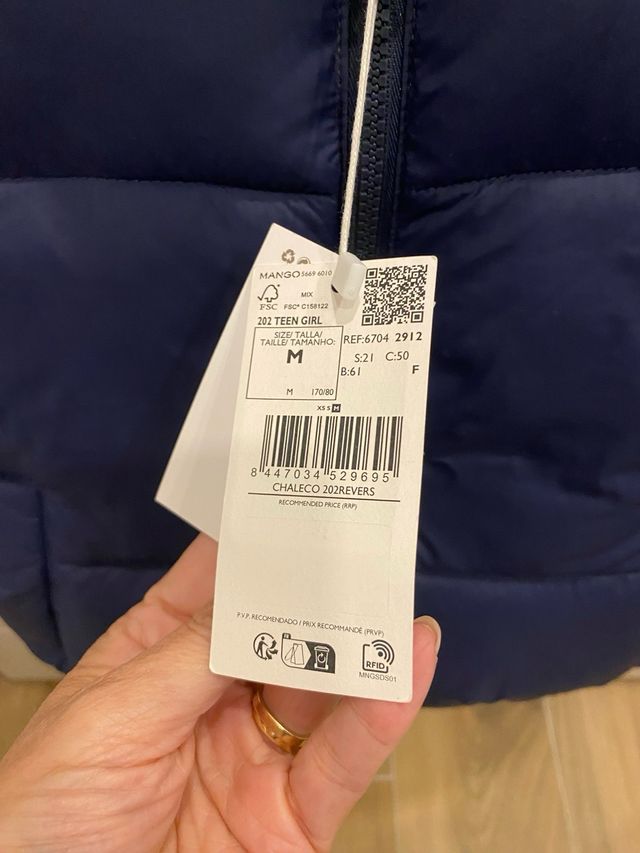 MANGO 5669 6010
MIX
FSC FSC® C158122
202 TEEN GIRL
SIZE/ TALLA/
TAILLE/ TAMANHO:
M
M 170/80
REF:6704 2912
S:21 C:50
B:61 F
XS S M
8 447034 529695
CHALECO 202REVERS
RECOMMENDED PRICE (RRP)
P.V.P. RECOMENDADO / PRIX RECOMMANDÉ (PRVP)
FR
RFID
MNGSDS01